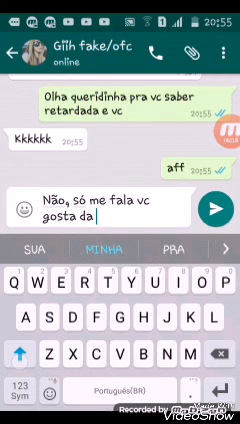 20:55
Giih fake/ofc
online
Olha queridinha pra vc saber
retardada e vc
20:55
Kkkkkk
20:55
aff
20:55
Não, só me fala vc
gosta da
SUA MINHA PRA
Q W E R T Y U I O P
A S D F G H J K L
Z X C V B N M
123
Sym
Português(BR)
.
Recorded by
VideoShow